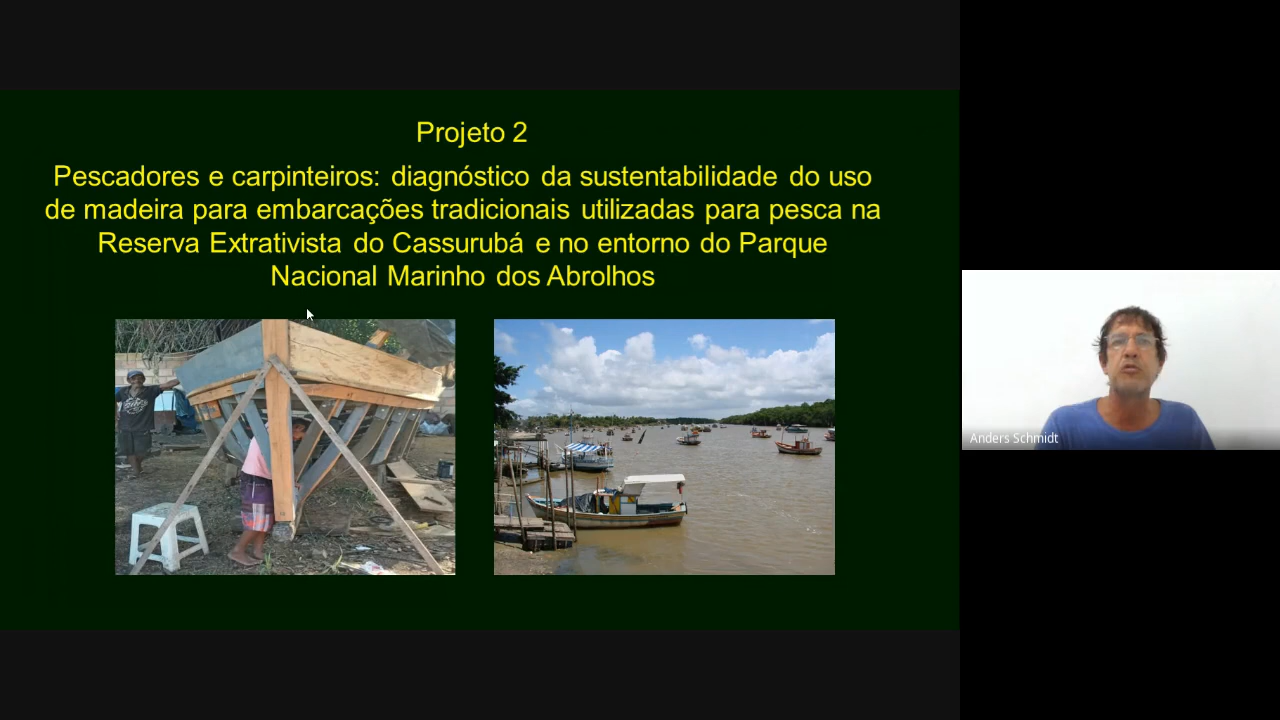 Projeto 2
Pescadores e carpinteiros: diagnóstico da sustentabilidade do uso
de madeira para embarcações tradicionais utilizadas para pesca na
Reserva Extrativista do Cassurubá e no entorno do Parque
Nacional Marinho dos Abrolhos
Anders Schmidt